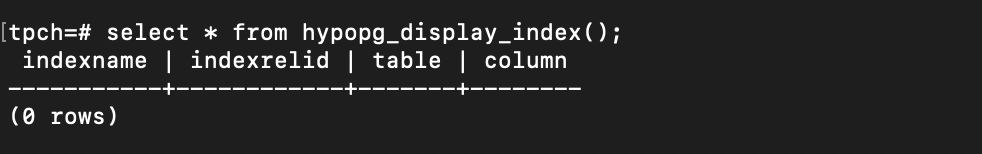 [tpch=# select * from hypopg_display_index();
 indexname | indexrelid | table | column
-----------+------------+-------+--------
(0 rows)